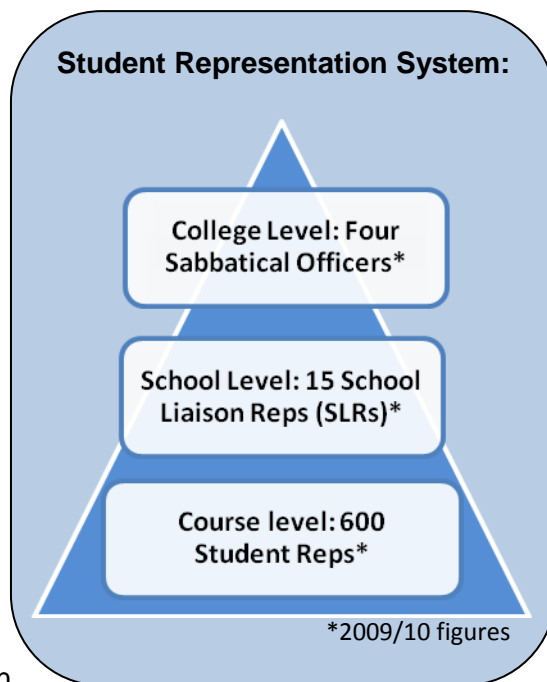 Student Representation System:
College Level: Four
Sabbatical Officers*
School Level: 15 School
Liaison Reps (SLRs)*
Course level: 600
Student Reps*
*2009/10 figures